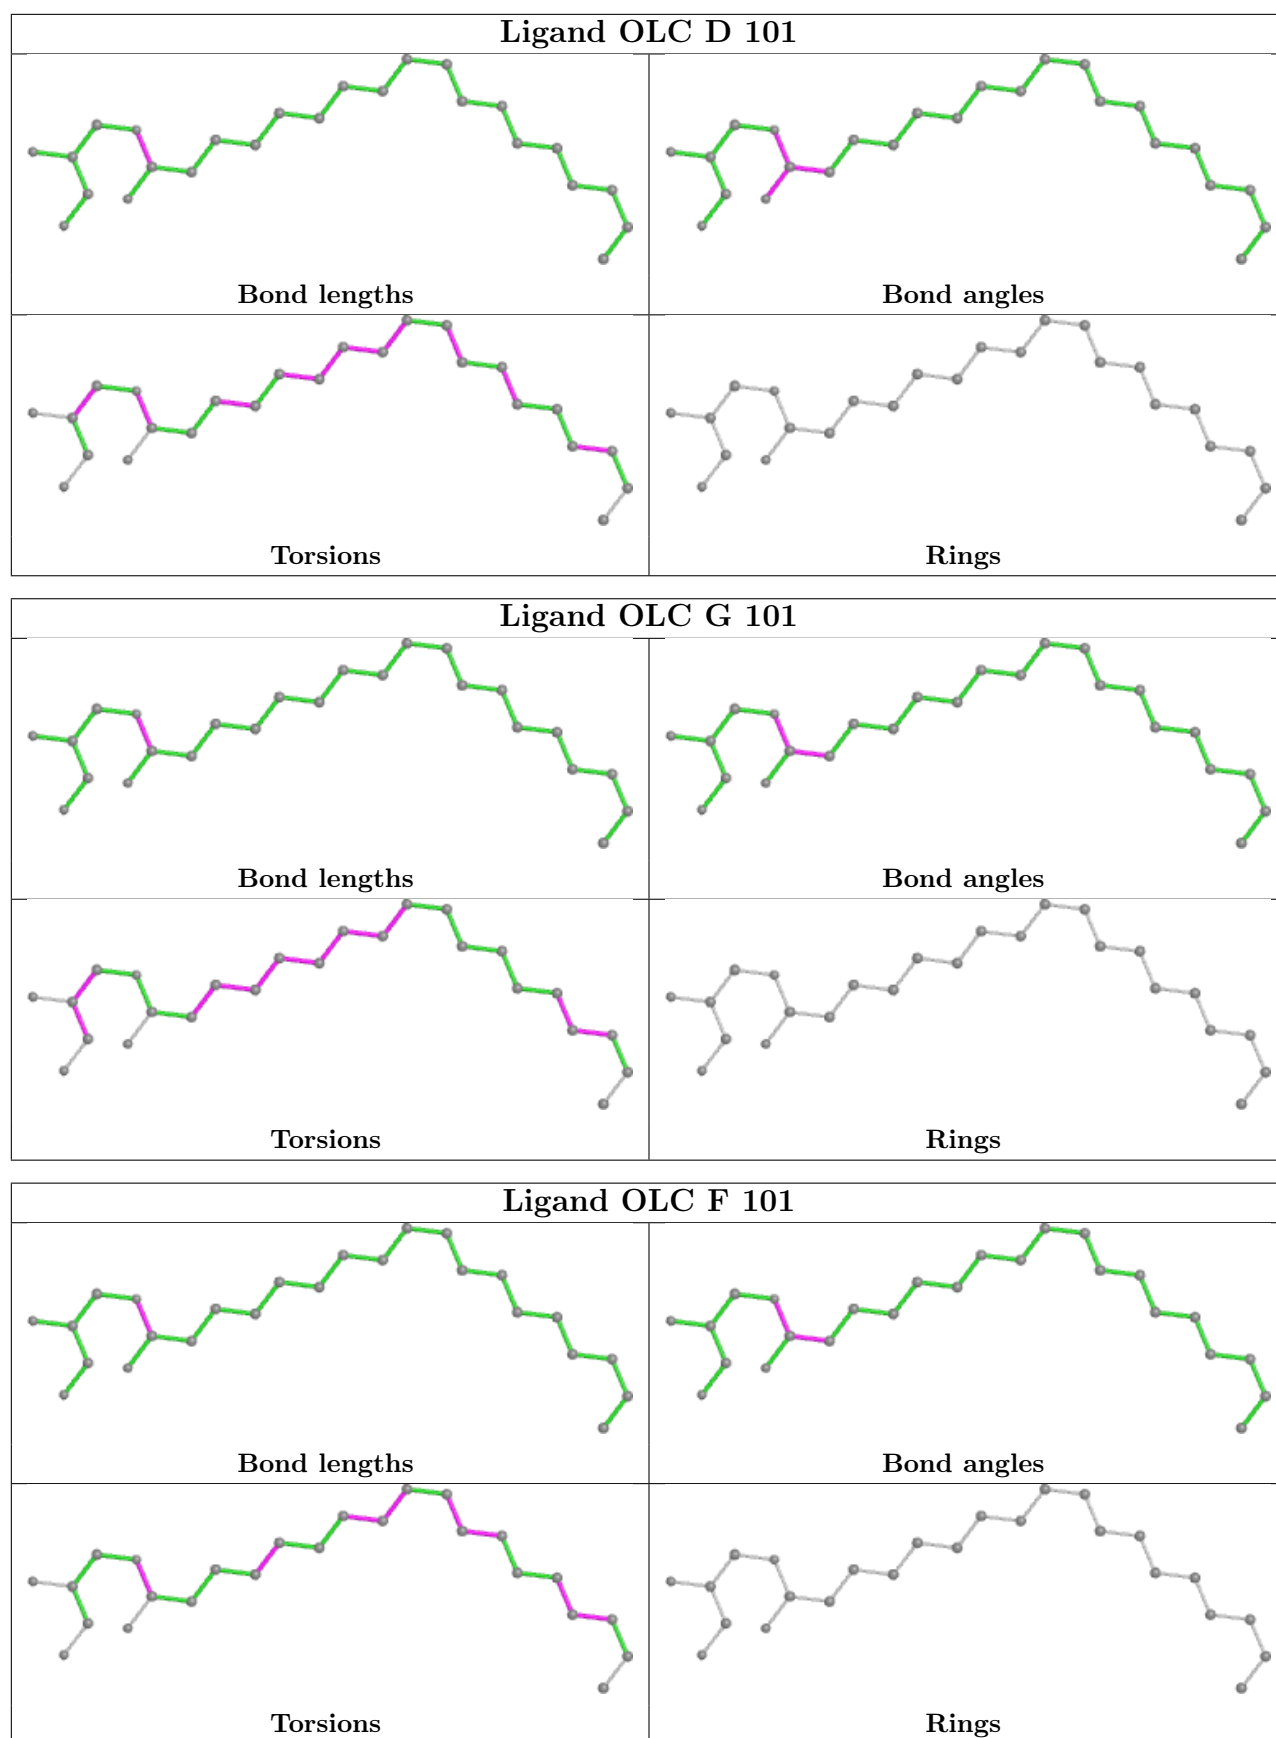 Ligand OLC D 101
Bond lengths
Bond angles
Torsions
Rings
Ligand OLC G 101
Bond lengths
Bond angles
Torsions
Rings
Ligand OLC F 101
Bond lengths
Bond angles
Torsions
Rings